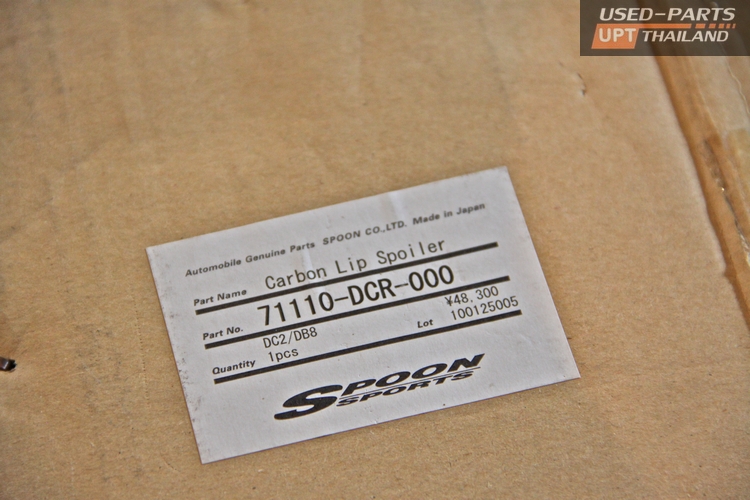 USED-PARTS
UPT THAILAND
Automobile Genuine Parts SPOON CO.,LTD. Made in Japan
Part Name Carbon Lip Spoiler
Part No. 71110-DCR-000
DC2/DB8 ¥48,300
Quantity 1pcs Lot 100125005
SPOON
SPORTS